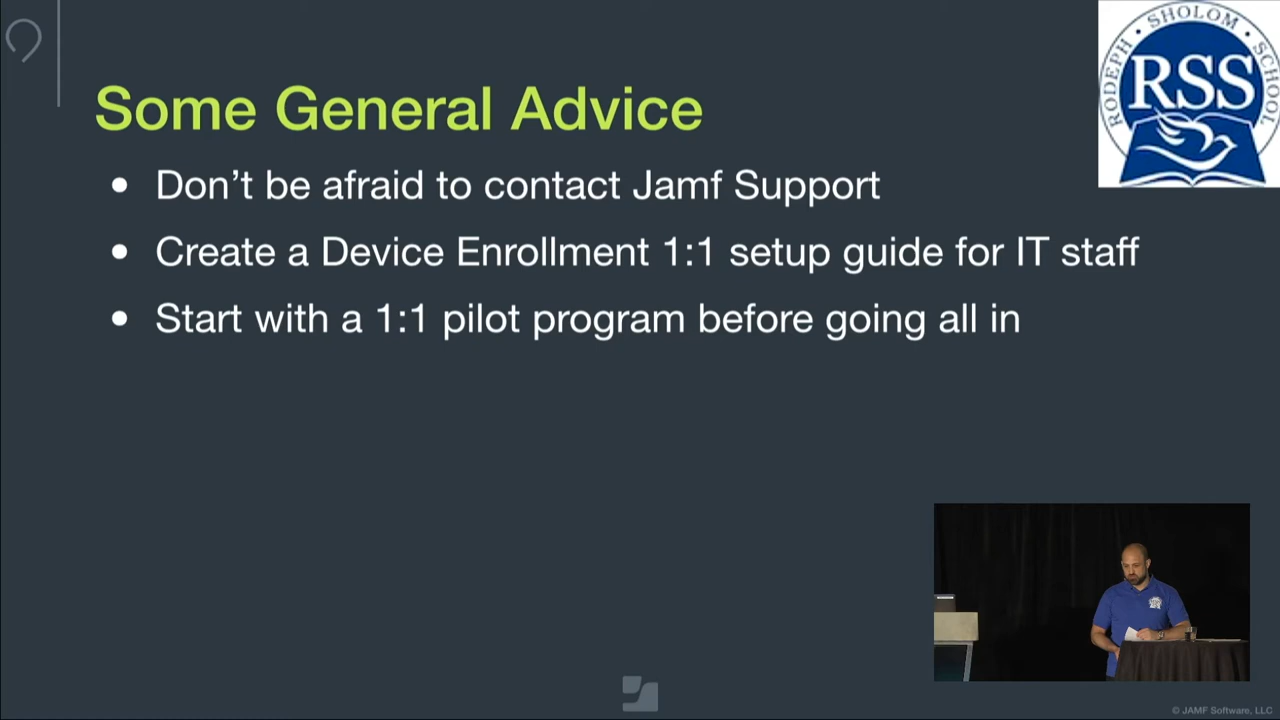 RODEPH · SHOLOM · SCHOOL
RSS
Some General Advice
• Don’t be afraid to contact Jamf Support
• Create a Device Enrollment 1:1 setup guide for IT staff
• Start with a 1:1 pilot program before going all in
© JAMF Software, LLC